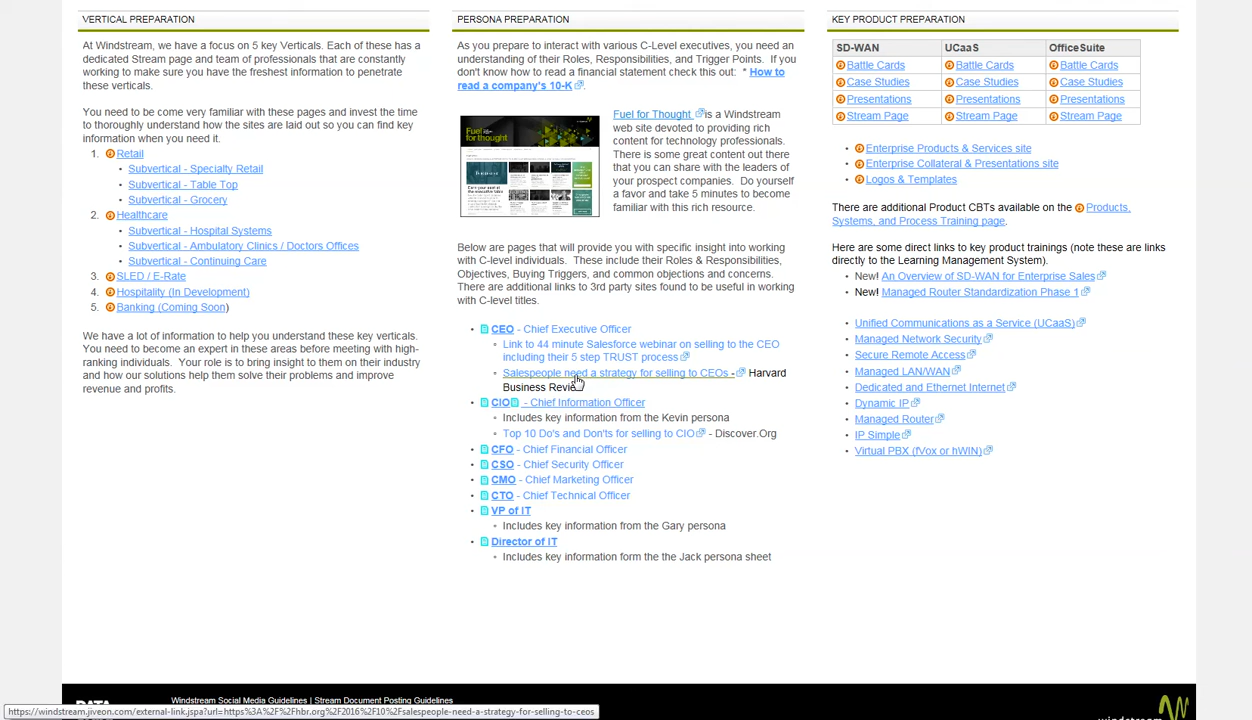 VERTICAL PREPARATION
At Windstream, we have a focus on 5 key Verticals. Each of these has a
dedicated Stream page and team of professionals that are constantly
working to make sure you have the freshest information to penetrate
these verticals.
You need to be come very familiar with these pages and invest the time
to thoroughly understand how the sites are laid out so you can find key
information when you need it.
1. Retail
Subvertical - Specialty Retail
Subvertical - Table Top
Subvertical - Grocery
2. Healthcare
Subvertical - Hospital Systems
Subvertical - Ambulatory Clinics / Doctors Offices
Subvertical - Continuing Care
3. SLED / E-Rate
4. Hospitality (In Development)
5. Banking (Coming Soon)
We have a lot of information to help you understand these key verticals.
You need to become an expert in these areas before meeting with high-
ranking individuals. Your role is to bring insight to them on their industry
and how our solutions help them solve their problems and improve
revenue and profits.
PERSONA PREPARATION
As you prepare to interact with various C-Level executives, you need an
understanding of their Roles, Responsibilities, and Trigger Points. If you
don't know how to read a financial statement check this out: * How to
read a company's 10-K.
Fuel for thought
Fuel for Thought is a Windstream
web site devoted to providing rich
content for technology professionals.
There is some great content out there
that will engage with the leaders of
your prospect companies. Do yourself
a favor and take 5 minutes to become
familiar with this rich resource.
Below are pages that will provide you with specific insight into working
with C-level individuals. These include their Roles & Responsibilities,
Objectives, Buying Triggers, and common objections and concerns.
There are additional links to 3rd party sites found to be useful in working
with C-level titles.
CEO - Chief Executive Officer
Link to 44 minute Salesforce webinar on selling to the CEO
including their 5 step TRUST process
Salespeople need a strategy for selling to CEOs - Harvard
Business
CIO - Chief Information Officer
Includes key information from the Kevin persona
Top 10 Do's and Don'ts for selling to CIO - Discover.Org
CFO - Chief Financial Officer
CSO - Chief Security Officer
CMO - Chief Marketing Officer
CTO - Chief Technical Officer
VP of IT
Includes key information from the Gary persona
Director of IT
Includes key information form the the Jack persona sheet
KEY PRODUCT PREPARATION
SD-WAN UCaaS OfficeSuite
Battle Cards Battle Cards Battle Cards
Case Studies Case Studies Case Studies
Presentations Presentations Presentations
Stream Page Stream Page Stream Page
Enterprise Products & Services site
Enterprise Collateral & Presentations site
Logos & Templates
There are additional Product CBTs available on the Products,
Systems, and Process Training page.
Here are some direct links to key product trainings (note these are links
directly to the Learning Management System).
New! An Overview of SD-WAN for Enterprise Sales
New! Managed Router Standardization Phase 1
Unified Communications as a Service (UCaaS)
Managed Network Security
Secure Remote Access
Managed LAN/WAN
Dedicated and Ethernet Internet
Dynamic IP
Managed Router
IP Simple
Virtual PBX (fVox or hWIN)
DATA
Windstream Social Media Guidelines | Stream Document Posting Guidelines
https://windstream.jiveon.com/external-link.jspa?url=https%3A%2F%2Fhbr.org%2F2016%2F10%2Fsalespeople-need-a-strategy-for-selling-to-ceos
windstream